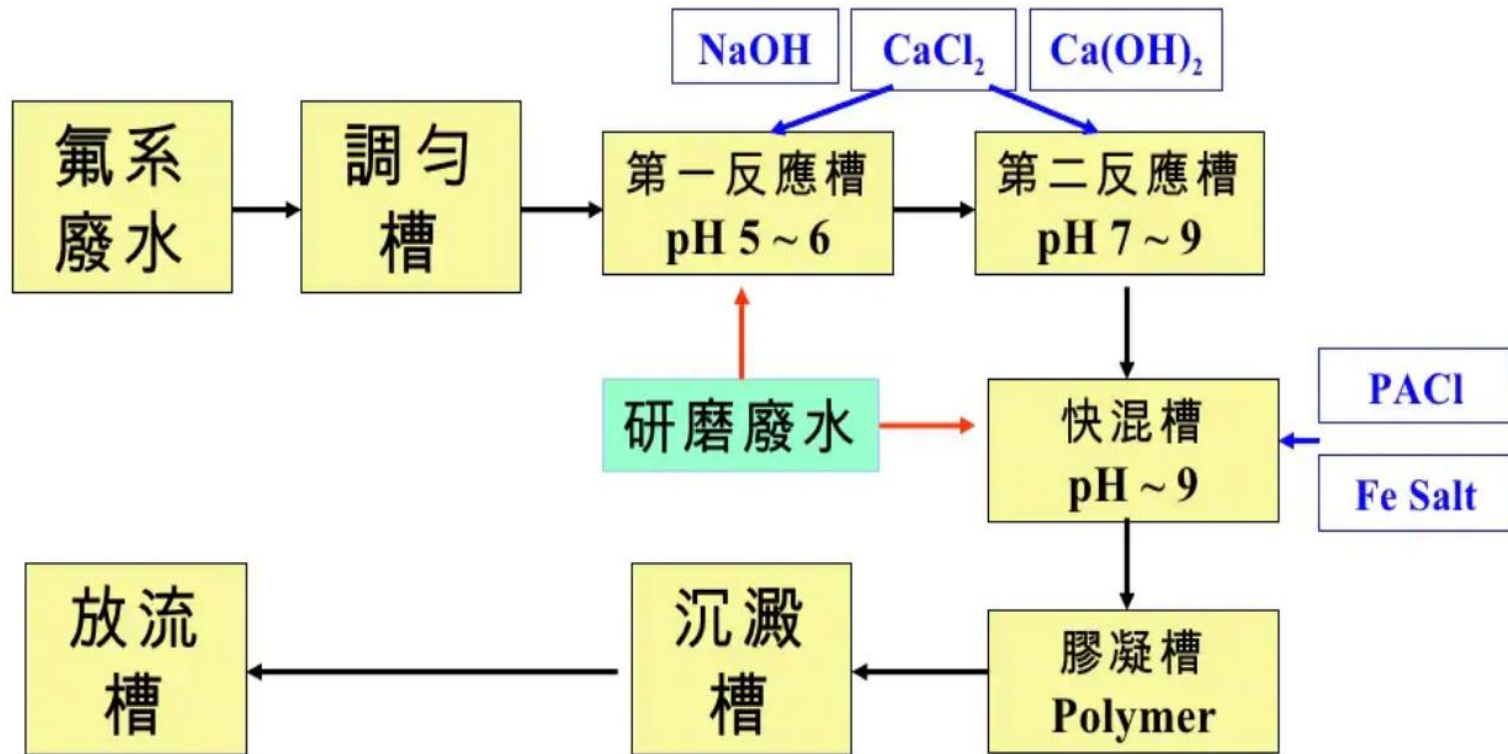 NaOH
CaCl₂
Ca(OH)₂
氟系
廢水
調勻
槽
第一反應槽
pH 5 ~ 6
第二反應槽
pH 7 ~ 9
研磨廢水
快混槽
pH ~ 9
PACl
Fe Salt
放流
槽
沉澱
槽
膠凝槽
Polymer